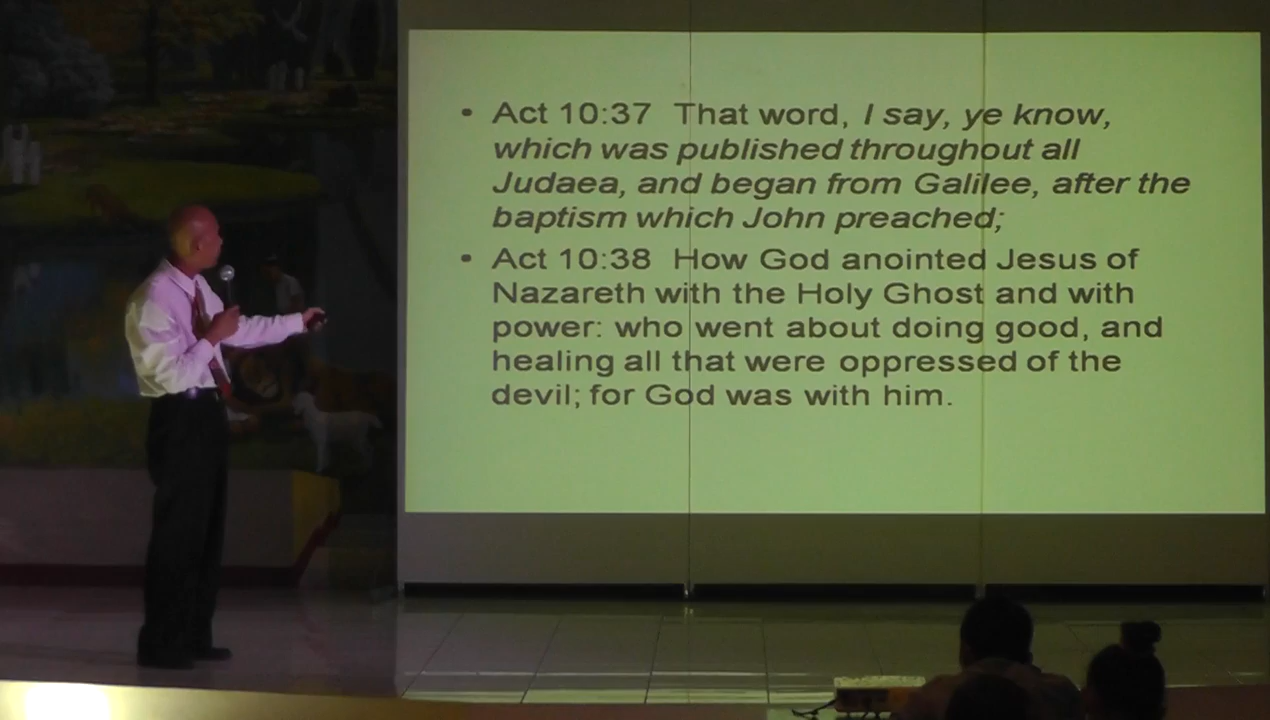 • Act 10:37 That word, I say, ye know,
which was published throughout all
Judaea, and began from Galilee, after the
baptism which John preached;
• Act 10:38 How God anointed Jesus of
Nazareth with the Holy Ghost and with
power: who went about doing good, and
healing all that were oppressed of the
devil; for God was with him.